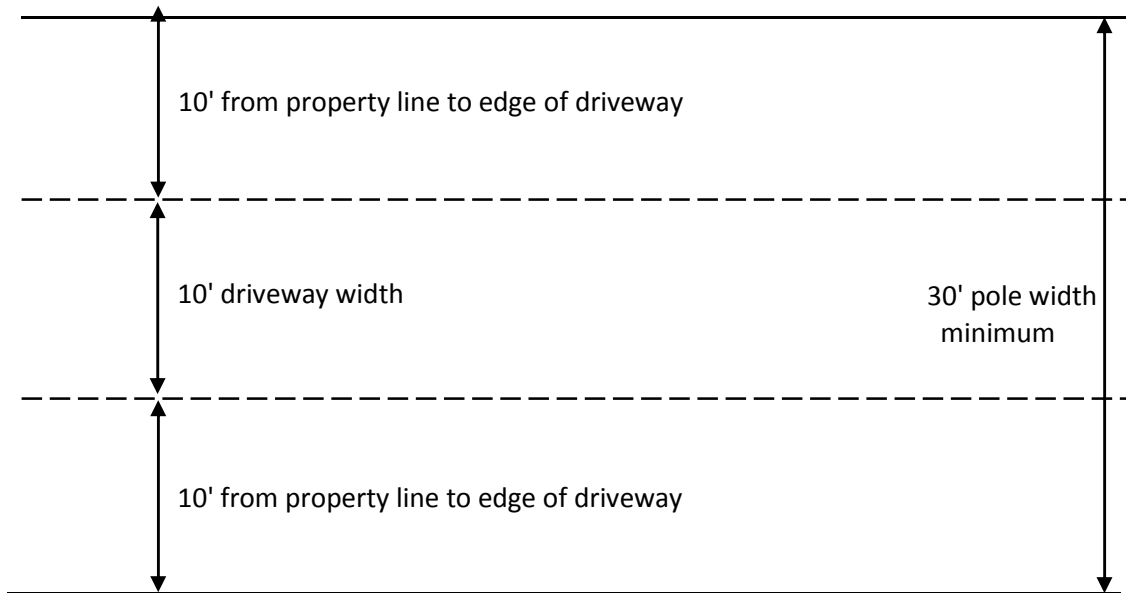 10' from property line to edge of driveway
10' driveway width
30' pole width
minimum
10' from property line to edge of driveway